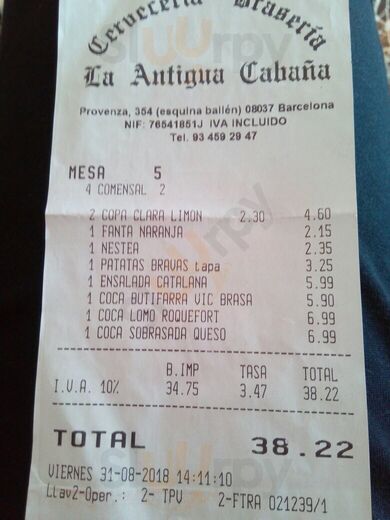 Cervecería Brasería
La Antigua Cabaña
Provenza, 354 (esquina bailén) 08037 Barcelona
NIF: 76541851J IVA INCLUIDO
Tel. 93 459 29 47
MESA 5
4 COMENSAL 2
2 COPA CLARA LIMON 2.30 4.60
1 FANTA NARANJA 2.15
1 NESTEA 2.35
1 PATATAS BRAVAS tapa 3.25
1 ENSALADA CATALANA 5.99
1 COCA BUTIFARRA VIC BRASA 5.90
1 COCA LOMO ROQUEFORT 6.99
1 COCA SOBRASADA QUESO 6.99
B.IMP TASA TOTAL
I.V.A. 10% 34.75 3.47 38.22
TOTAL 38.22
VIERNES 31-08-2018 14:11:10
LLav2-Oper.: 2- TPV 2-FTRA 021239/1
Sluurpy
Sluurpy
Sluurpy